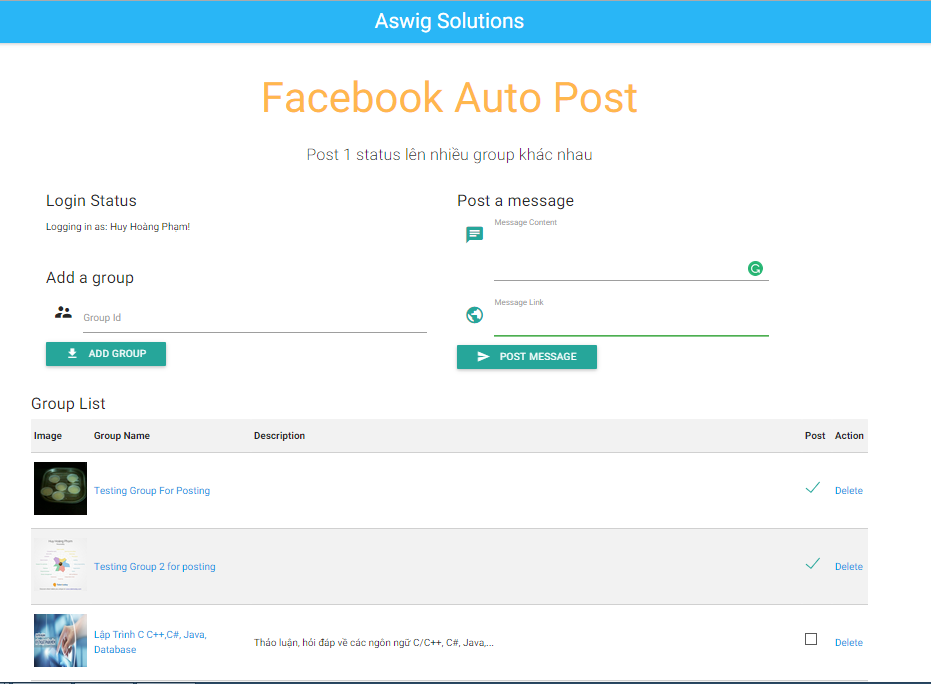 Aswig Solutions
Facebook Auto Post
Post 1 status lên nhiều group khác nhau
Login Status
Logging in as: Huy Hoàng Phạm!
Add a group
Group Id
ADD GROUP
Post a message
Message Content
Message Link
POST MESSAGE
Group List
Image Group Name Description Post Action
Testing Group For Posting Delete
Testing Group 2 for posting Delete
Lập Trình C C++,C#, Java,
Database
Thảo luận, hỏi đáp về các ngôn ngữ C/C++, C#, Java,...
Delete